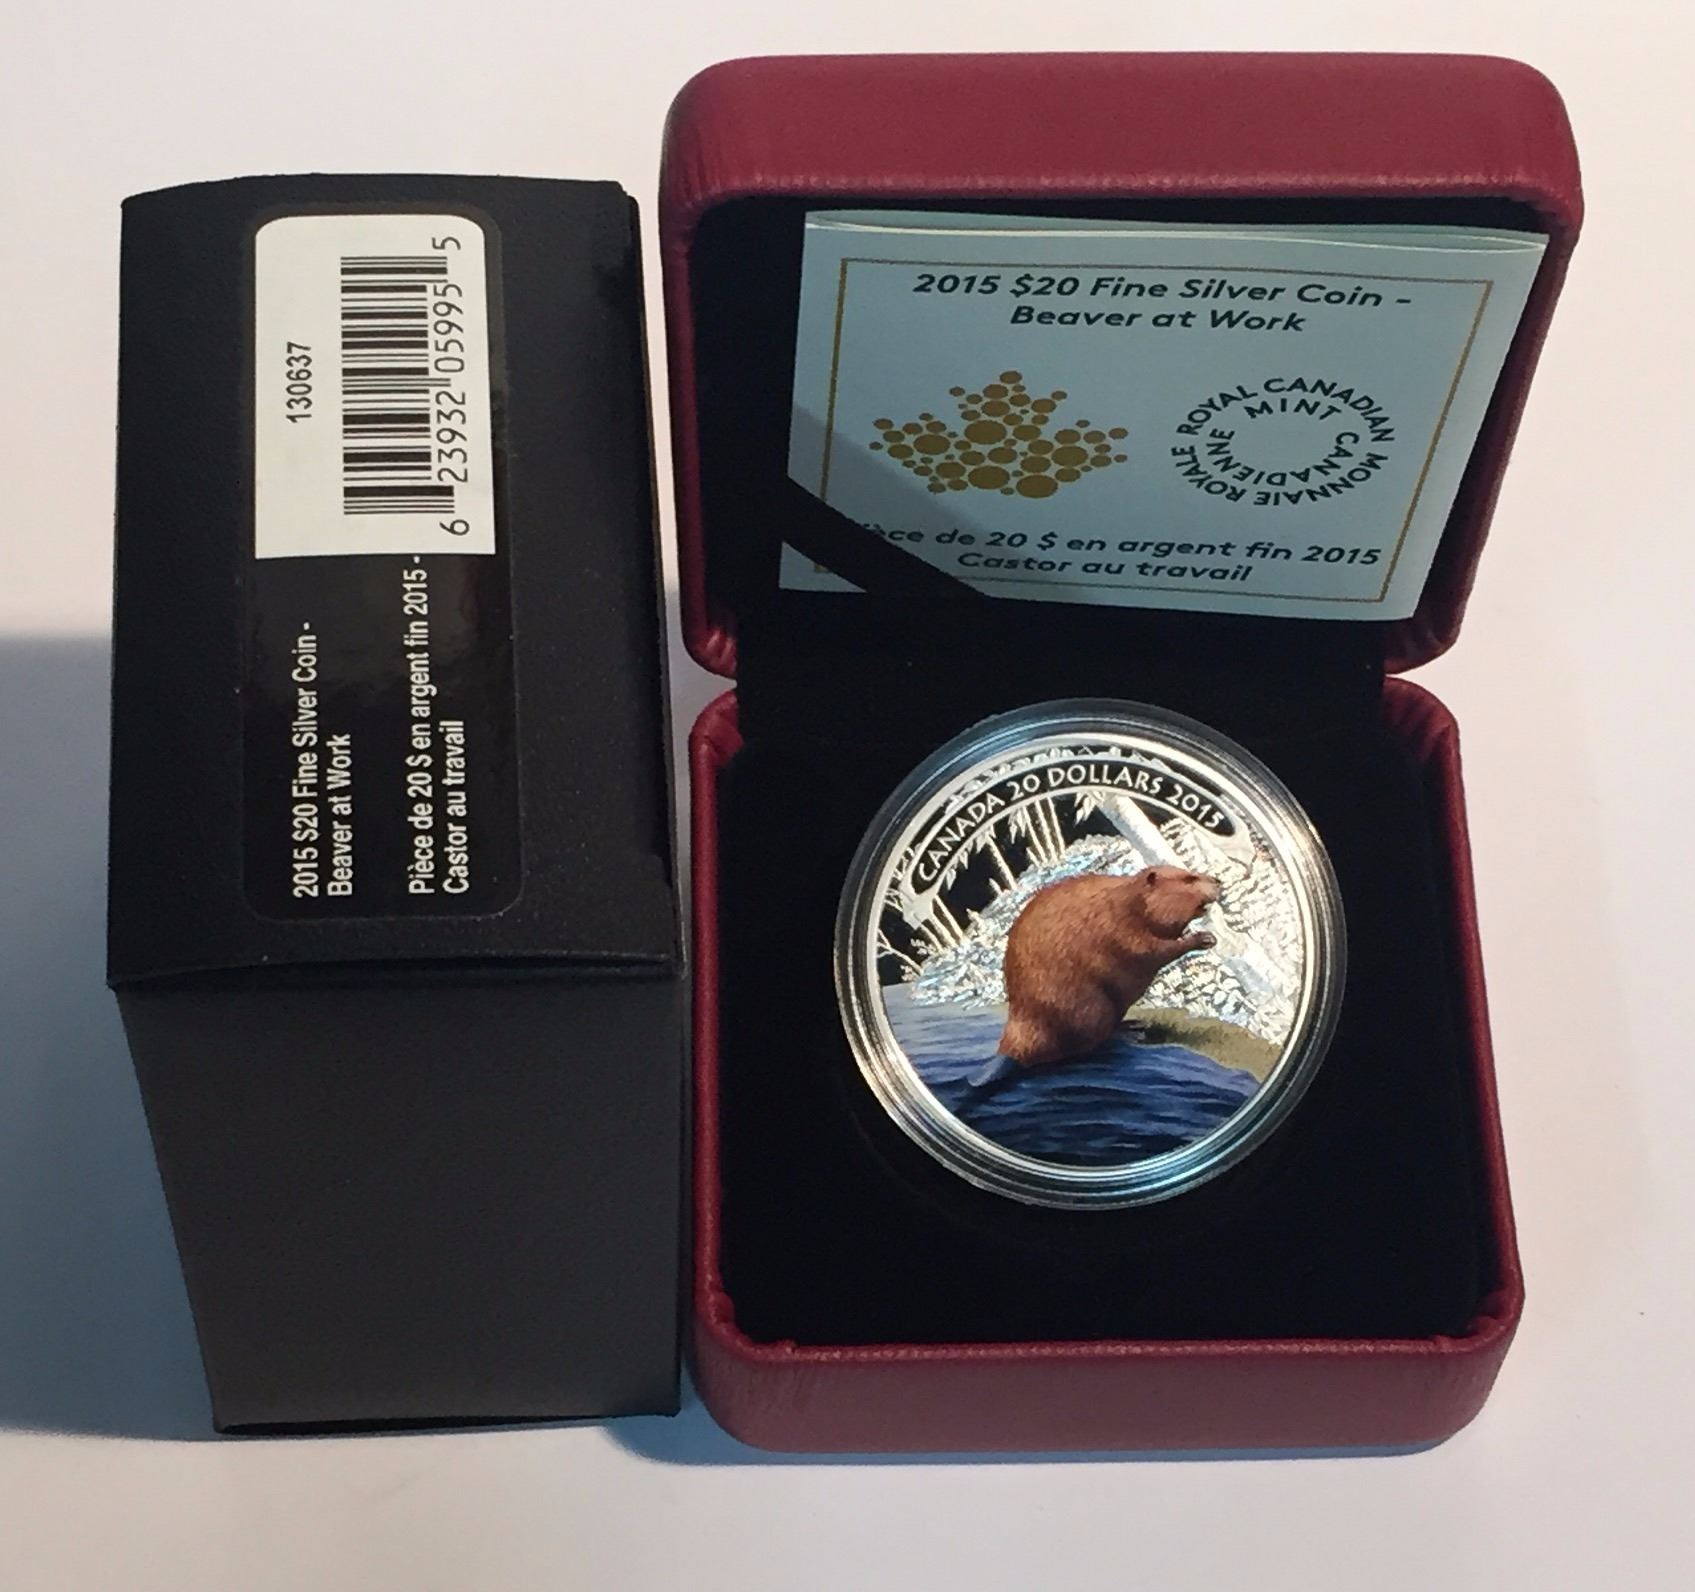 130637
6 23932 05995 5
2015 $20 Fine Silver Coin -
Beaver at Work
Pièce de 20 $ en argent fin 2015 -
Castor au travail
2015 $20 Fine Silver Coin -
Beaver at Work
ROYAL CANADIAN
MINT
MONNAIE ROYALE
CANADIENNE
èce de 20 $ en argent fin 2015
Castor au travail
CANADA 20 DOLLARS 2015